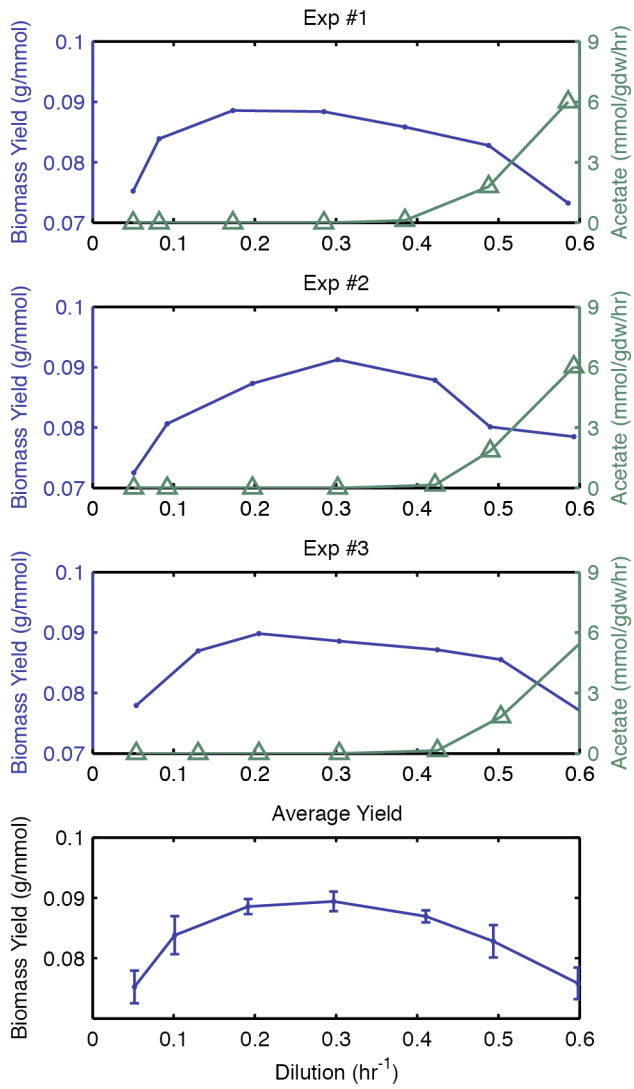 Exp #1
Biomass Yield (g/mmol)
0.1
0.09
0.08
0.07
9
6
3
0
Acetate (mmol/gdw/hr)
0 0.1 0.2 0.3 0.4 0.5 0.6
Exp #2
Biomass Yield (g/mmol)
0.1
0.09
0.08
0.07
9
6
3
0
Acetate (mmol/gdw/hr)
0 0.1 0.2 0.3 0.4 0.5 0.6
Exp #3
Biomass Yield (g/mmol)
0.1
0.09
0.08
0.07
9
6
3
0
Acetate (mmol/gdw/hr)
0 0.1 0.2 0.3 0.4 0.5 0.6
Average Yield
Biomass Yield (g/mmol)
0.1
0.09
0.08
0 0.1 0.2 0.3 0.4 0.5 0.6
Dilution (hr⁻¹)